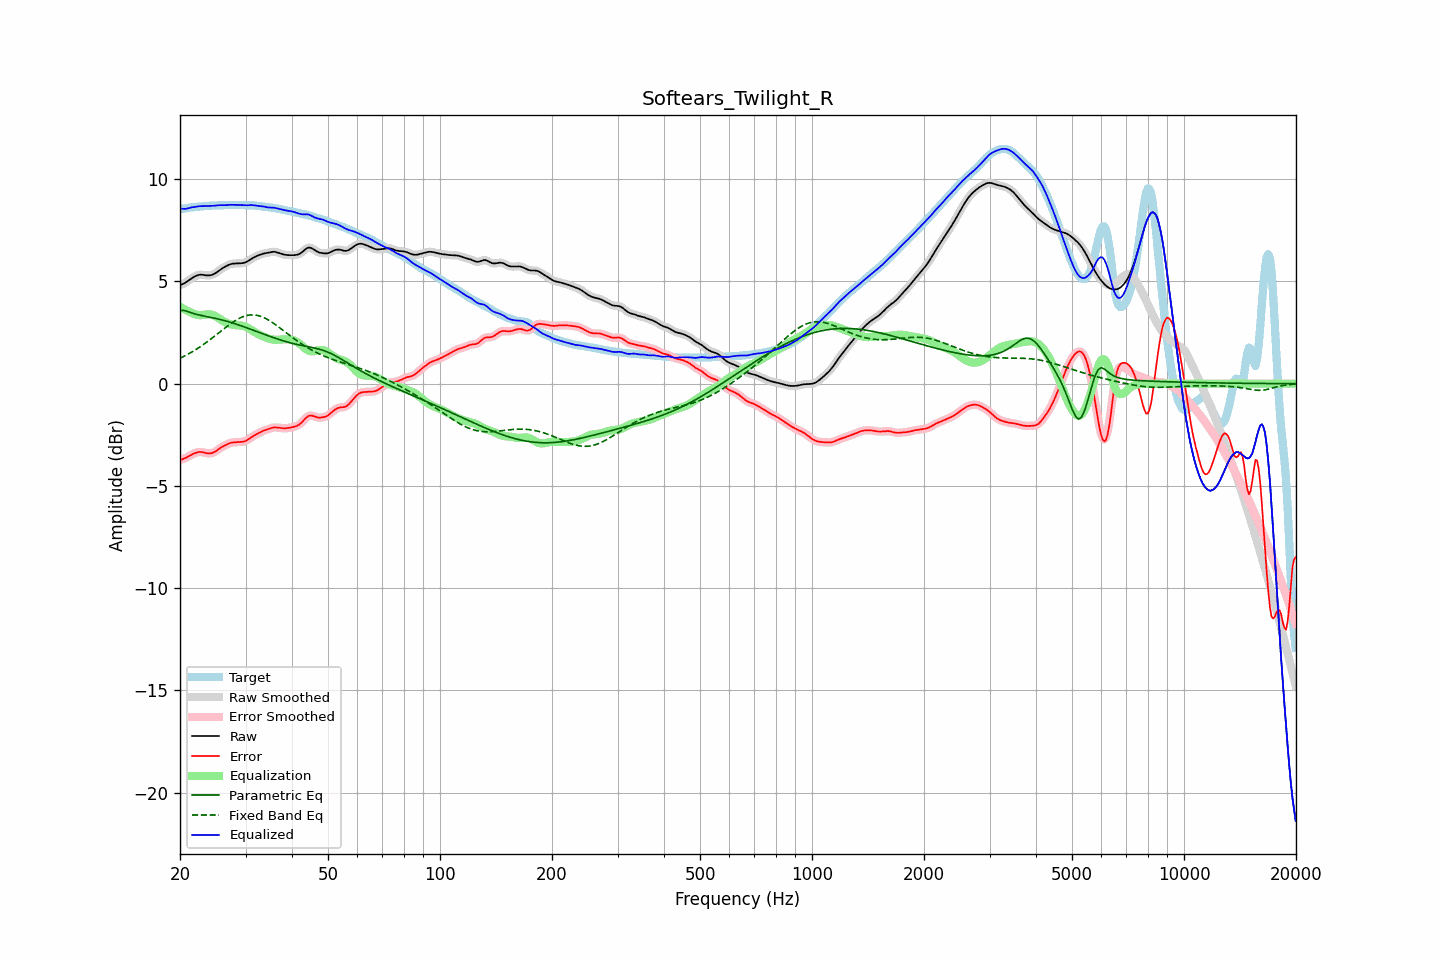 Softears_Twilight_R
10
5
0
−5
−10
−15
−20
Amplitude (dBr)
Target
Raw Smoothed
Error Smoothed
Raw
Error
Equalization
Parametric Eq
Fixed Band Eq
Equalized
20 50 100 200 500 1000 2000 5000 10000 20000
Frequency (Hz)